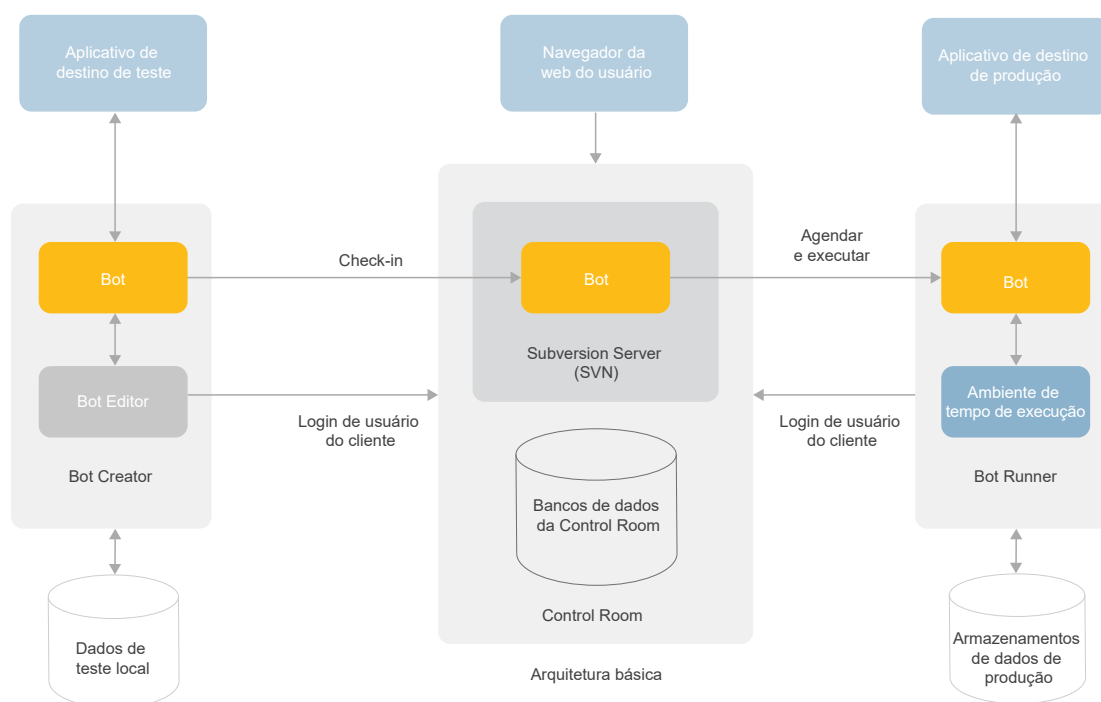 Aplicativo de
destino de teste
Navegador da
web do usuário
Aplicativo de destino
de produção
Bot
Check-in
Bot
Subversion Server
(SVN)
Agendar
e executar
Bot
Bot Editor
Bot Creator
Login de usuário
do cliente
Login de usuário
do cliente
Ambiente de
tempo de execução
Bot Runner
Bancos de dados
da Control Room
Control Room
Dados de
teste local
Armazenamentos
de dados de
produção
Arquitetura básica